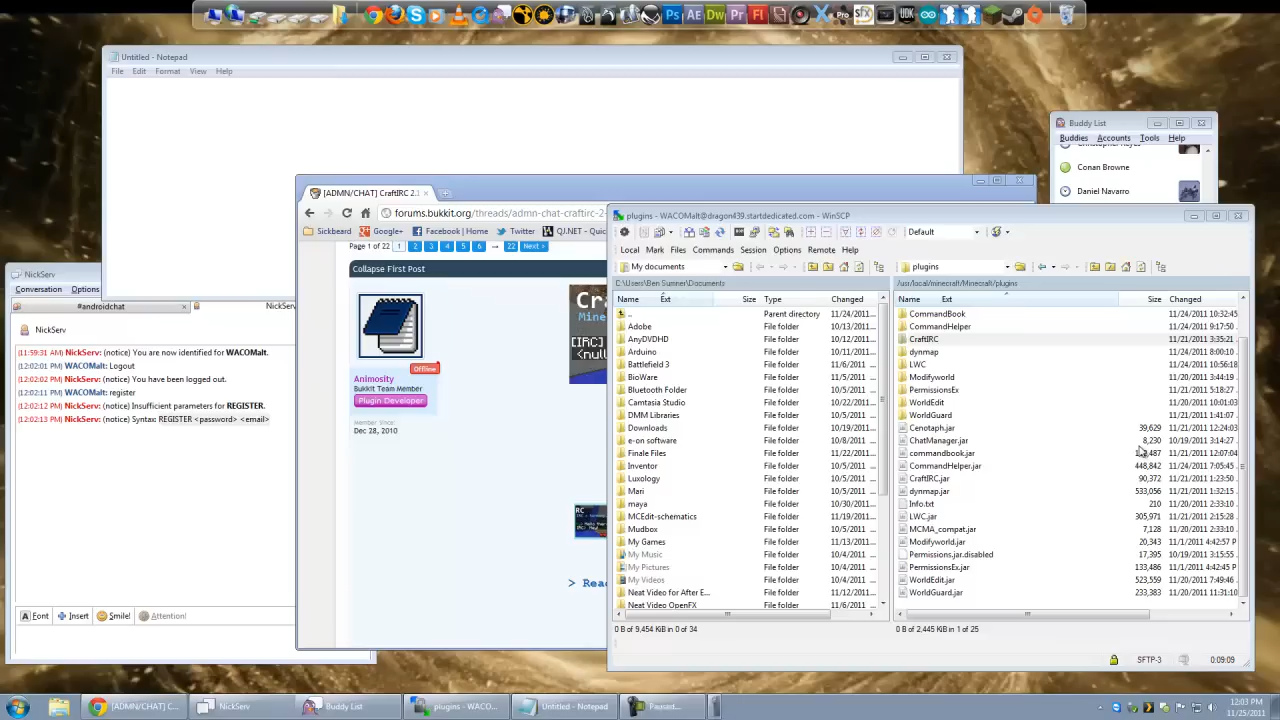 Untitled - Notepad
File Edit Format View Help
Buddy List
Buddies Accounts Tools Help
Conan Browne
Daniel Navarro
[ADMN/CHAT] CraftIRC 2.
forums.bukkit.org/threads/admn-chat-craftirc-2-
Sickbeard Google+ Facebook | Home Twitter QJ.NET - Quic
Page 1 of 22 1 2 3 4 5 6 → 22 Next >
Collapse First Post
Cra
Mine
[IRC]
<null
Offline
Animosity
Bukkit Team Member
Plugin Developer
Member Since:
Dec 28, 2010
RC
> Rea
NickServ
Conversation Options
#androidchat NickServ
NickServ
(11:59:31 AM) NickServ: (notice) You are now identified for WACOMalt.
(12:02:01 PM) WACOMalt: Logout
(12:02:02 PM) NickServ: (notice) You have been logged out.
(12:02:11 PM) WACOMalt: register
(12:02:12 PM) NickServ: (notice) Insufficient parameters for REGISTER.
(12:02:13 PM) NickServ: (notice) Syntax: REGISTER <password> <email>
Font Insert Smile! Attention!
plugins - WACOMalt@dragon439.startdedicated.com - WinSCP
Default
Local Mark Files Commands Session Options Remote Help
My documents plugins
C:\Users\Ben Sumner\Documents
Name Ext Size Type Changed
.. Parent directory 11/24/2011...
Adobe File folder 10/13/2011...
AnyDVDHD File folder 11/6/2011 ...
Arduino File folder 10/12/2011...
Battlefield 3 File folder 11/6/2011 ...
BioWare File folder 10/5/2011 ...
Bluetooth Folder File folder 10/5/2011 ...
Camtasia Studio File folder 10/20/2011...
DMM Libraries File folder 10/5/2011 ...
Downloads File folder 10/19/2011...
e-on software File folder 10/8/2011 ...
Finale Files File folder 11/22/2011...
Inventor File folder 10/5/2011 ...
Luxology File folder 10/5/2011 ...
Mari File folder 10/5/2011 ...
maya File folder 10/30/2011...
MCEdit-schematics File folder 11/19/2011...
Mudbox File folder 10/5/2011 ...
My Games File folder 11/13/2011...
My Music File folder 10/4/2011 ...
My Pictures File folder 10/4/2011 ...
My Videos File folder 10/4/2011 ...
Neat Video for After E... File folder 11/12/2011...
Neat Video OpenFX File folder 11/6/2011 ...
0 B of 9,454 KiB in 0 of 34
/usr/local/minecraft/Minecraft/plugins
Name Ext Size Changed
CommandBook 11/24/2011 10:32:45
CommandHelper 11/24/2011 9:17:50
CraftIRC 11/21/2011 3:35:21
dynmap 11/24/2011 8:00:10
LWC 11/24/2011 10:56:18
Modifyworld 11/21/2011 3:44:19
PermissionsEx 11/21/2011 5:18:27
WorldEdit 11/20/2011 10:01:03
WorldGuard 11/21/2011 1:41:07
Cenotaph.jar 39,629 11/21/2011 12:24:03
ChatManager.jar 8,230 10/19/2011 3:14:27
commandbook.jar 11/21/2011 12:07:04
CommandHelper.jar 448,842 11/24/2011 7:05:45
CraftIRC.jar 90,372 11/21/2011 1:23:50
dynmap.jar 533,056 11/21/2011 1:32:15
Info.txt 210 11/20/2011 2:33:10
LWC.jar 305,971 11/21/2011 2:15:28
MCMA_compat.jar 7,128 11/20/2011 2:33:10
Modifyworld.jar 20,343 11/1/2011 4:42:57 P
Permissions.jar.disabled 17,395 10/19/2011 3:15:55
PermissionsEx.jar 133,486 11/1/2011 4:42:45 P
WorldEdit.jar 523,559 11/20/2011 7:49:46
WorldGuard.jar 233,383 11/20/2011 11:31:10
0 B of 2,445 KiB in 1 of 25
SFTP-3 0:09:09
[ADMN/CHAT] C... NickServ Buddy List plugins - WACO... Untitled - Notepad Paused...
12:03 PM
11/25/2011